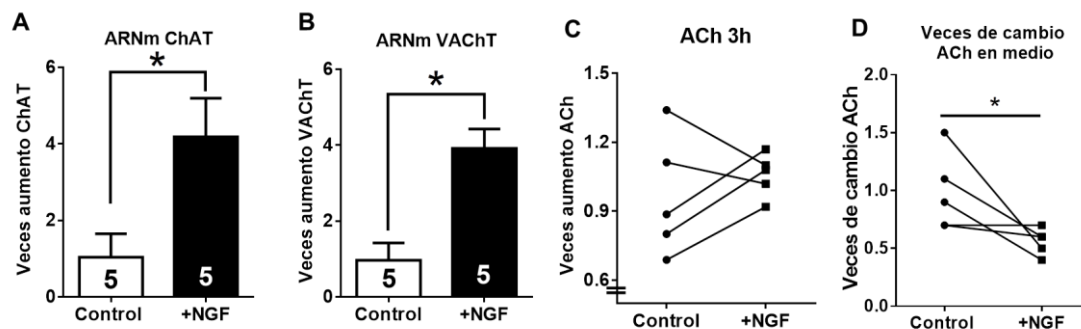 A
ARNm ChAT
Veces aumento ChAT
6
4
2
0
*
5
5
Control
+NGF
B
ARNm VAChT
Veces aumento VAChT
6
4
2
0
*
5
5
Control
+NGF
C
ACh 3h
Veces aumento ACh
1.5
1.2
0.9
0.6
Control
+NGF
D
Veces de cambio
ACh en medio
Veces de cambio ACh
2.0
1.5
1.0
0.5
0.0
*
Control
+NGF